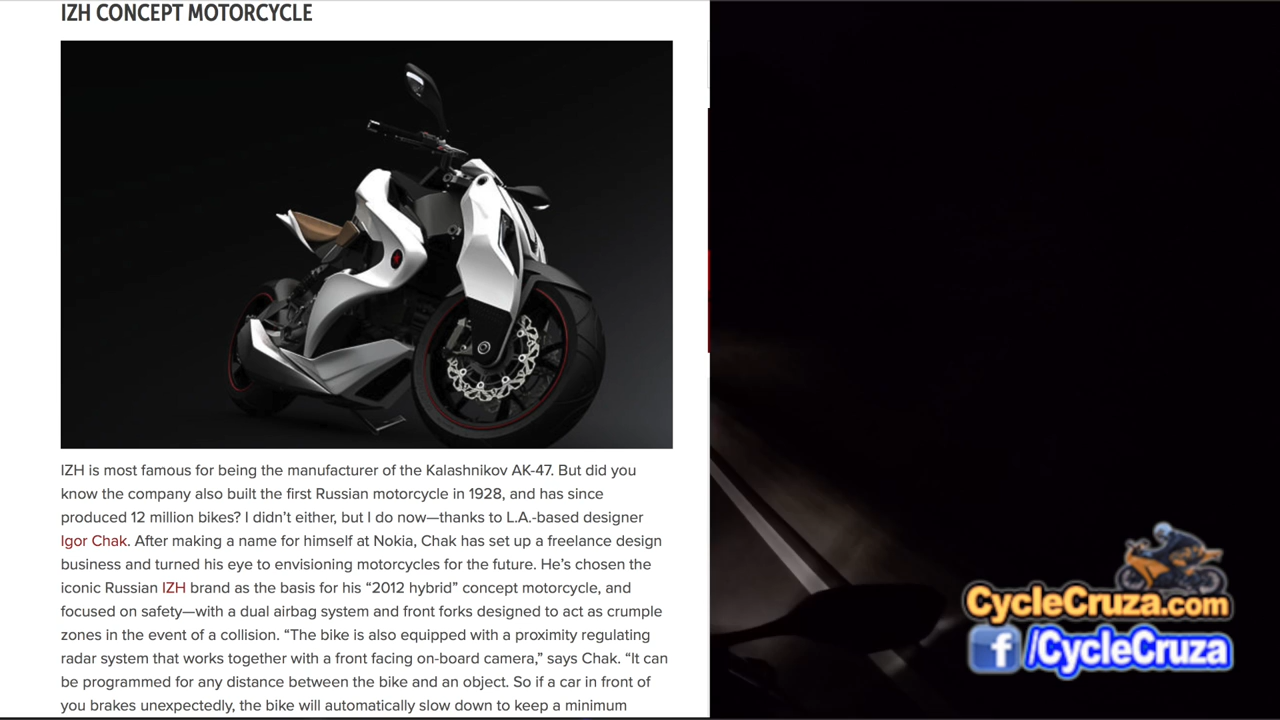 IZH CONCEPT MOTORCYCLE
IZH is most famous for being the manufacturer of the Kalashnikov AK-47. But did you
know the company also built the first Russian motorcycle in 1928, and has since
produced 12 million bikes? I didn’t either, but I do now—thanks to L.A.-based designer
Igor Chak. After making a name for himself at Nokia, Chak has set up a freelance design
business and turned his eye to envisioning motorcycles for the future. He’s chosen the
iconic Russian IZH brand as the basis for his “2012 hybrid” concept motorcycle, and
focused on safety—with a dual airbag system and front forks designed to act as crumple
zones in the event of a collision. “The bike is also equipped with a proximity regulating
radar system that works together with a front facing on-board camera,” says Chak. “It can
be programmed for any distance between the bike and an object. So if a car in front of
you brakes unexpectedly, the bike will automatically slow down to keep a minimum
CycleCruza.com
f /CycleCruza